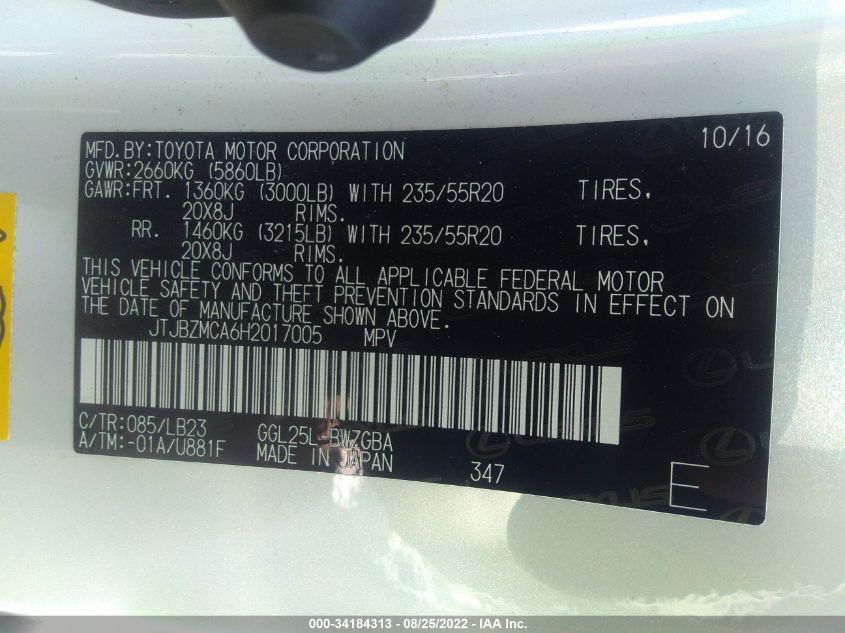 MFD.BY:TOYOTA MOTOR CORPORATION 10/16
GVWR:2660KG (5860LB)
GAWR:FRT. 1360KG (3000LB) WITH 235/55R20 TIRES,
20X8J RIMS.
RR. 1460KG (3215LB) WITH 235/55R20 TIRES,
20X8J RIMS.
THIS VEHICLE CONFORMS TO ALL APPLICABLE FEDERAL MOTOR
VEHICLE SAFETY AND THEFT PREVENTION STANDARDS IN EFFECT ON
THE DATE OF MANUFACTURE SHOWN ABOVE.
JTJBZMCA6H2017005 MPV
C/TR:085/LB23 GGL25L-BWZGBA
A/TM:-01A/U881F MADE IN JAPAN 347 E
LEXUS
000-34184313 - 08/25/2022 - IAA Inc.